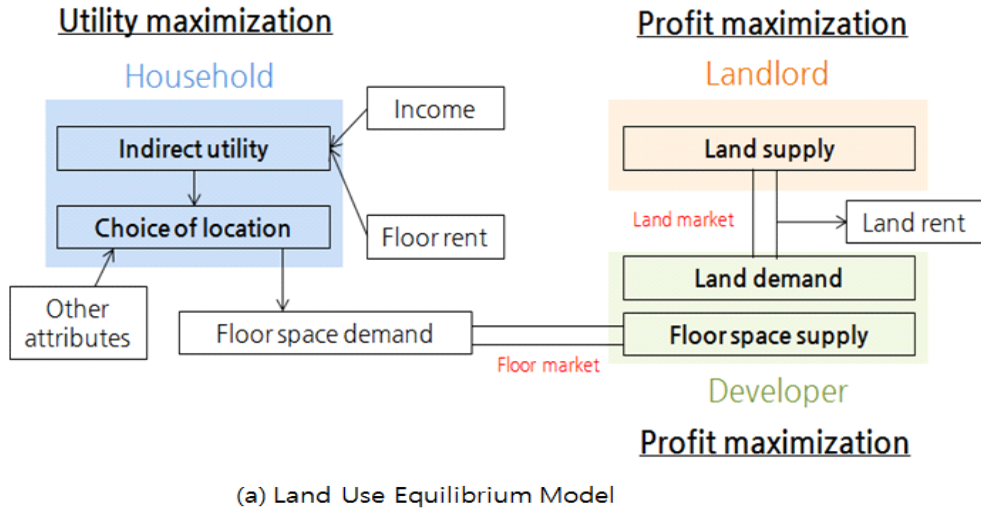 Utility maximization
Household
Indirect utility
Choice of location
Income
Floor rent
Other
attributes
Floor space demand
Floor market
Profit maximization
Landlord
Land supply
Land market
Land rent
Land demand
Floor space supply
Developer
Profit maximization
(a) Land Use Equilibrium Model